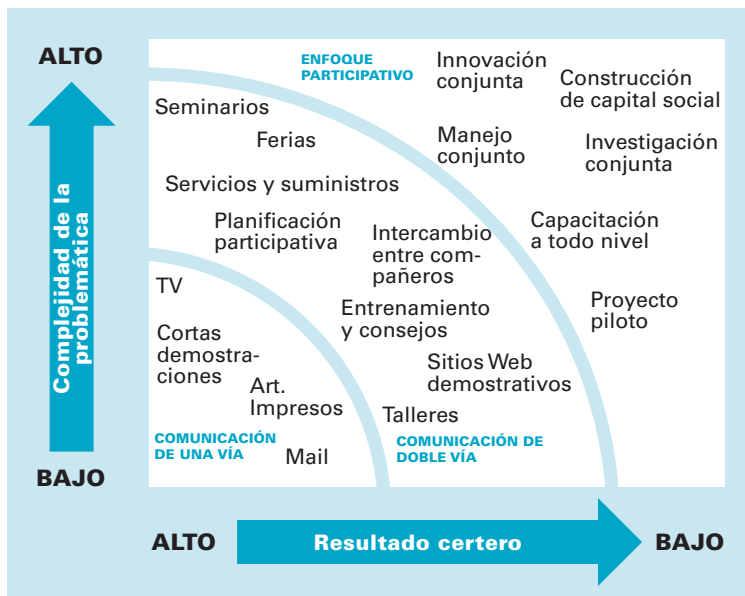 ALTO
Complejidad de la
problemática
BAJO
ENFOQUE
PARTICIPATIVO
Innovación
conjunta
Construcción
de capital social
Seminarios
Ferias
Manejo
conjunto
Investigación
conjunta
Servicios y suministros
Planificación
participativa
Intercambio
entre com-
pañeros
Capacitación
a todo nivel
TV
Entrenamiento
y consejos
Proyecto
piloto
Cortas
demostra-
ciones
Art.
Impresos
Sitios Web
demostrativos
Talleres
COMUNICACIÓN
DE UNA VÍA
Mail
COMUNICACIÓN DE
DOBLE VÍA
ALTO
Resultado certero
BAJO